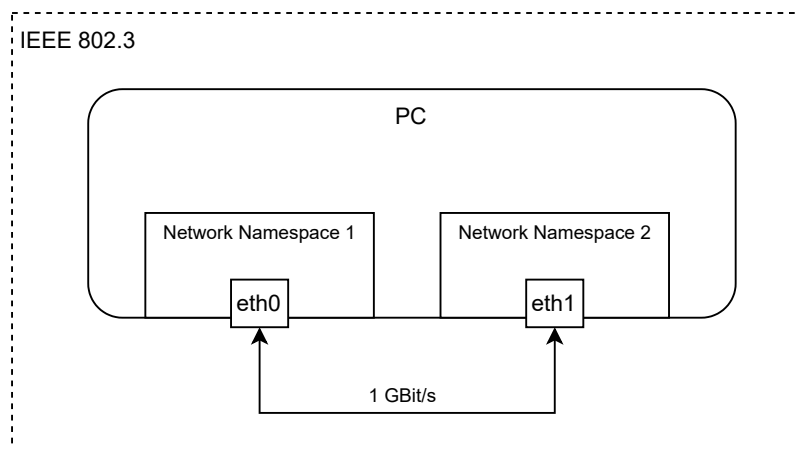 IEEE 802.3
PC
Network Namespace 1
Network Namespace 2
eth0
eth1
1 GBit/s